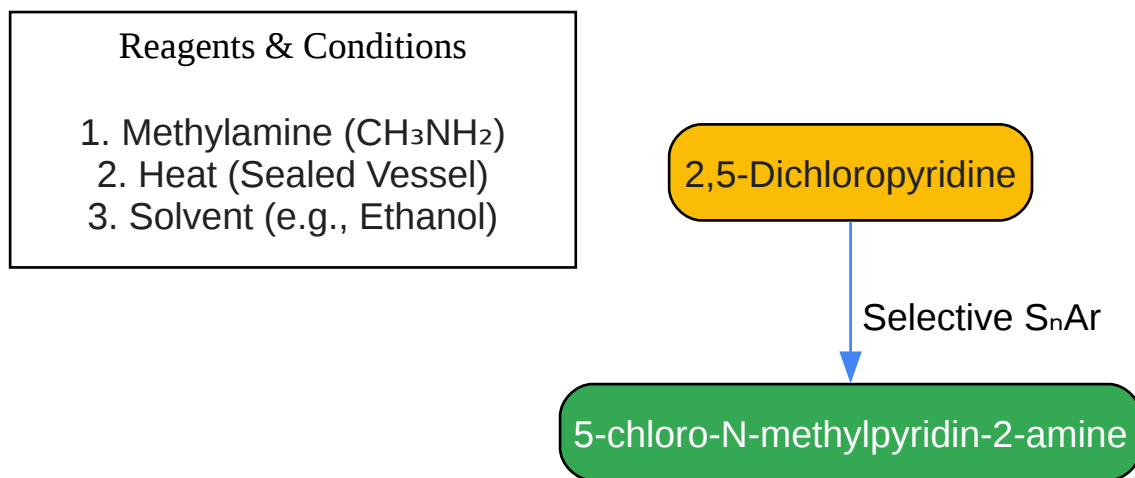 Reagents & Conditions
1. Methylamine (CH₃NH₂)
2. Heat (Sealed Vessel)
3. Solvent (e.g., Ethanol)
2,5-Dichloropyridine
Selective SₙAr
5-chloro-N-methylpyridin-2-amine